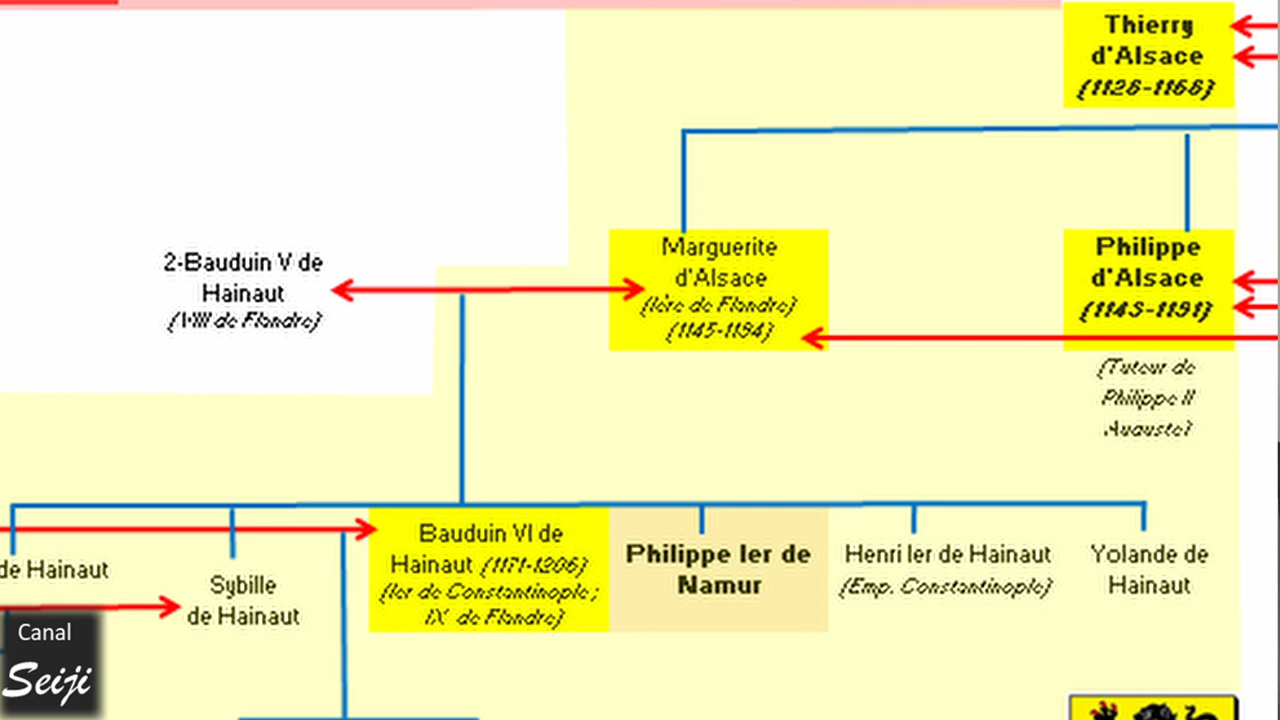 Thierry
d'Alsace
(1128-1168)
Marguerite
d'Alsace
(Ière de Flandre)
(1145-1194)
Philippe
d'Alsace
(1143-1191)
(Tuteur de
Philippe II
Auguste)
2-Bauduin V de
Hainaut
(VIII de Flandre)
de Hainaut
Sybille
de Hainaut
Bauduin VI de
Hainaut (1171-1206)
(Ier de Constantinople;
IX de Flandre)
Philippe Ier de
Namur
Henri Ier de Hainaut
(Emp. Constantinople)
Yolande de
Hainaut
Canal
Seiji